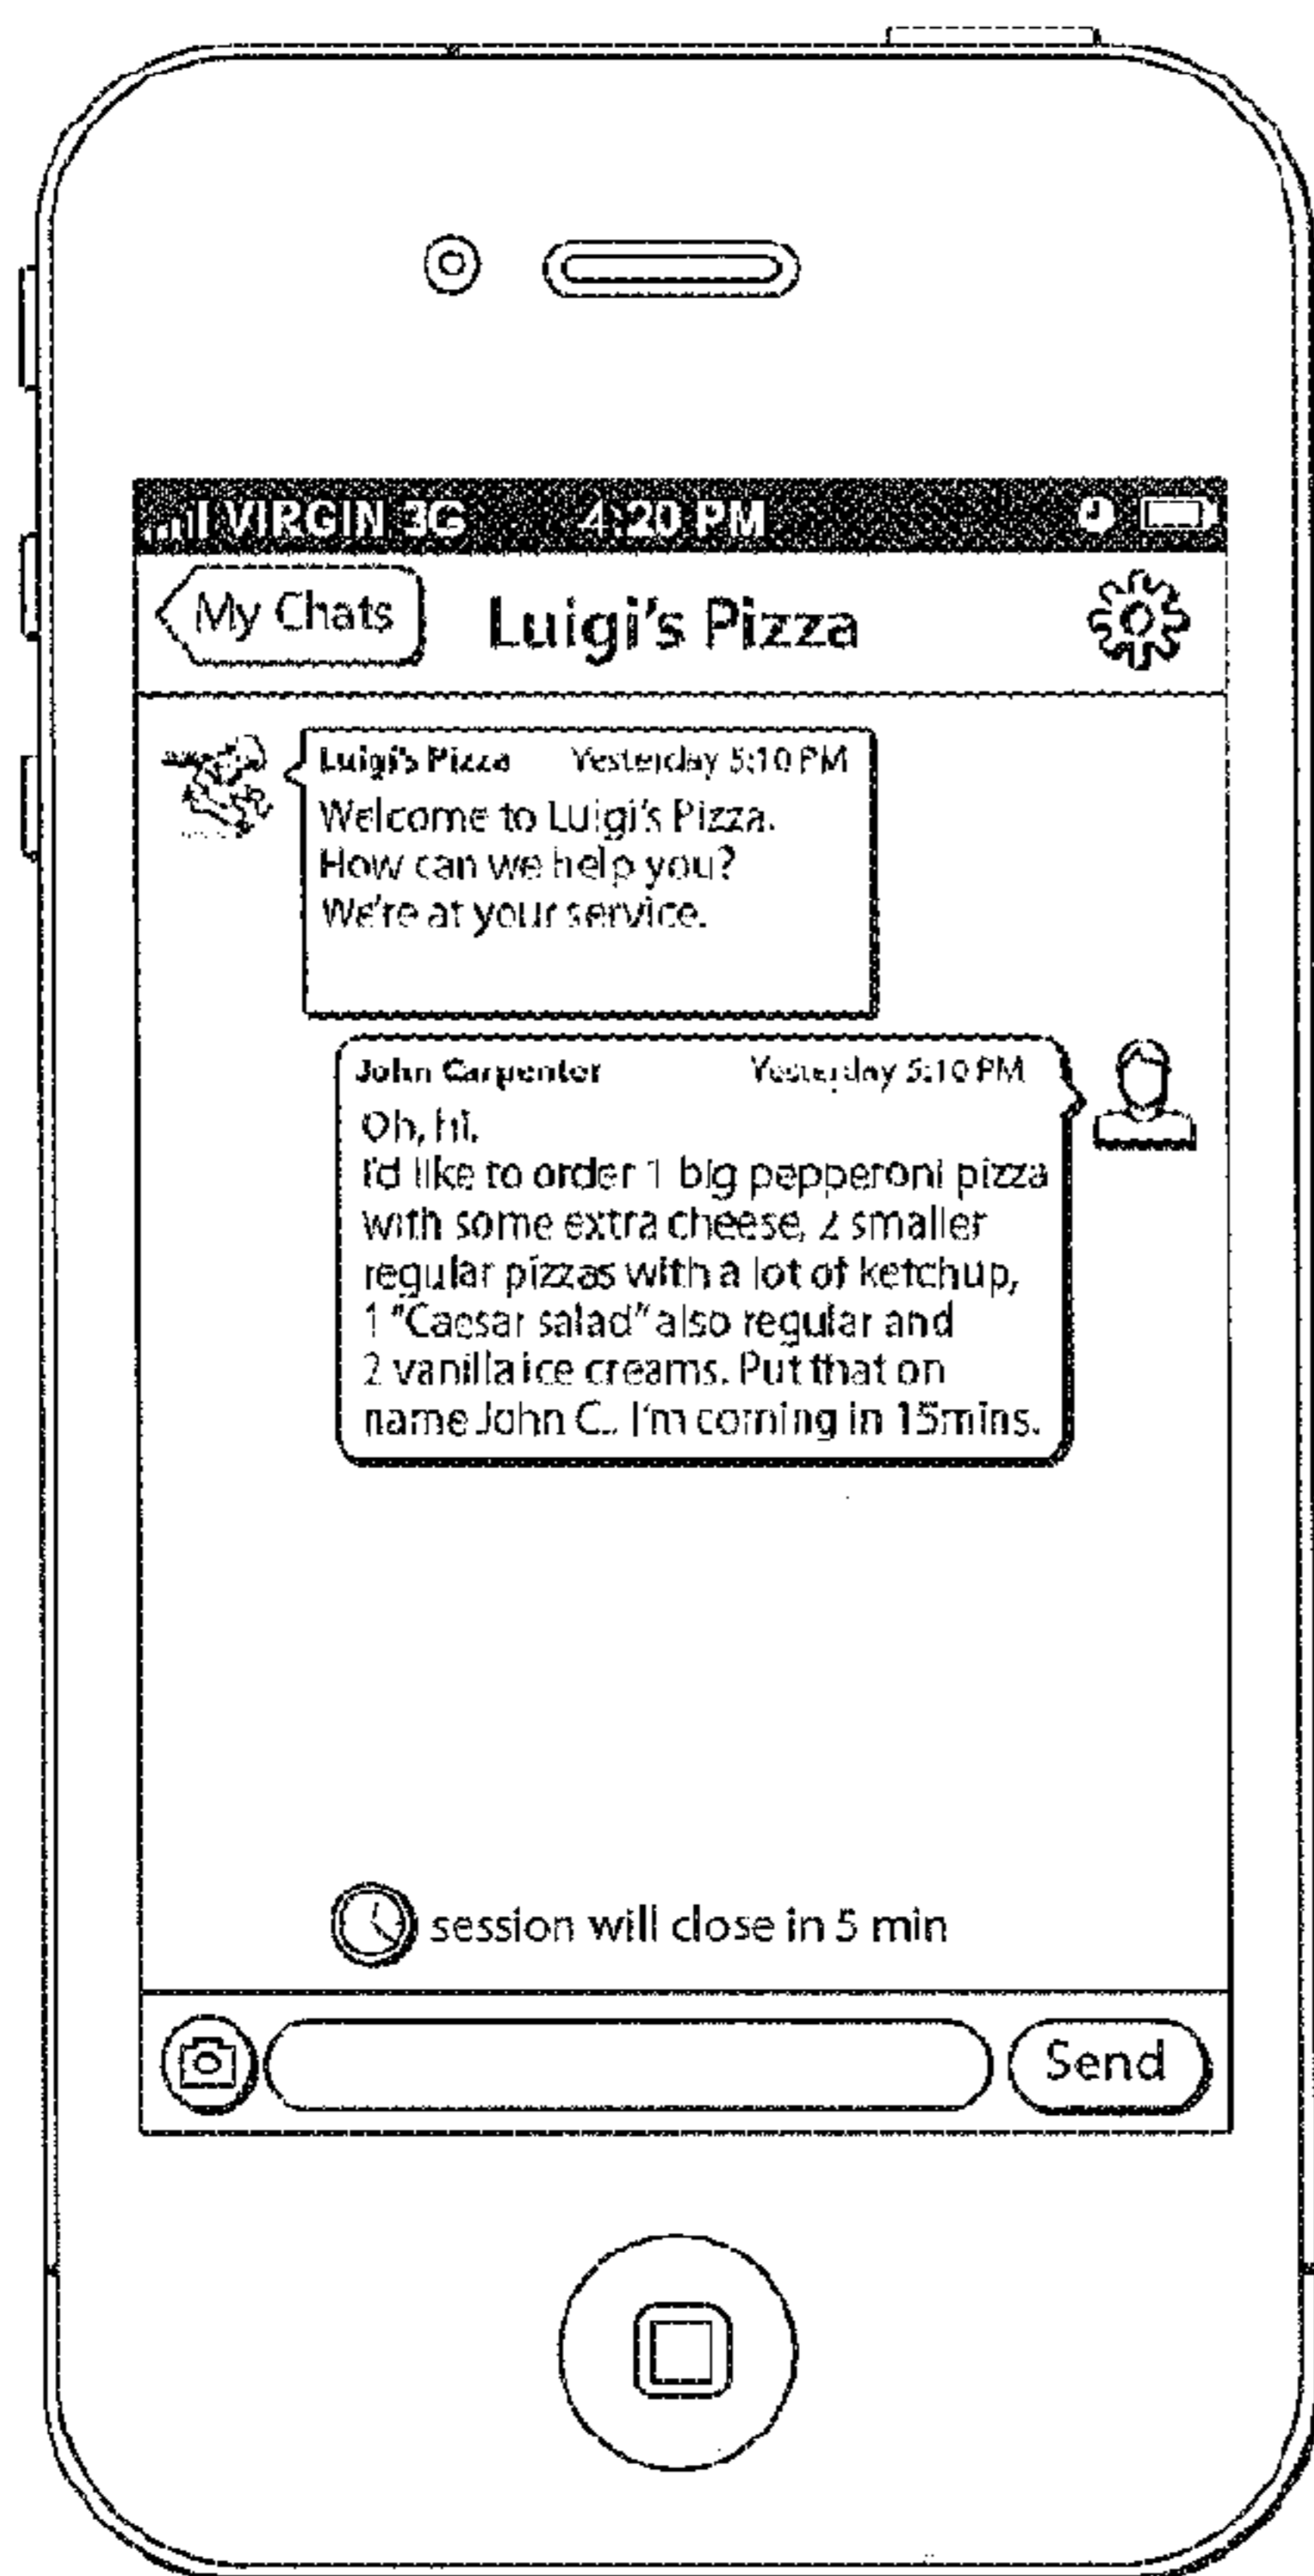 VIRGIN 3G 4:20 PM
My Chats Luigi's Pizza
Luigi's Pizza Yesterday 5:10 PM
Welcome to Luigi's Pizza.
How can we help you?
We're at your service.
John Carpenter Yesterday 5:10 PM
Oh, hi.
I'd like to order 1 big pepperoni pizza
with some extra cheese, 2 smaller
regular pizzas with a lot of ketchup,
1 "Caesar salad" also regular and
2 vanilla ice creams. Put that on
name John C.. I'm coming in 15mins.
session will close in 5 min
Send